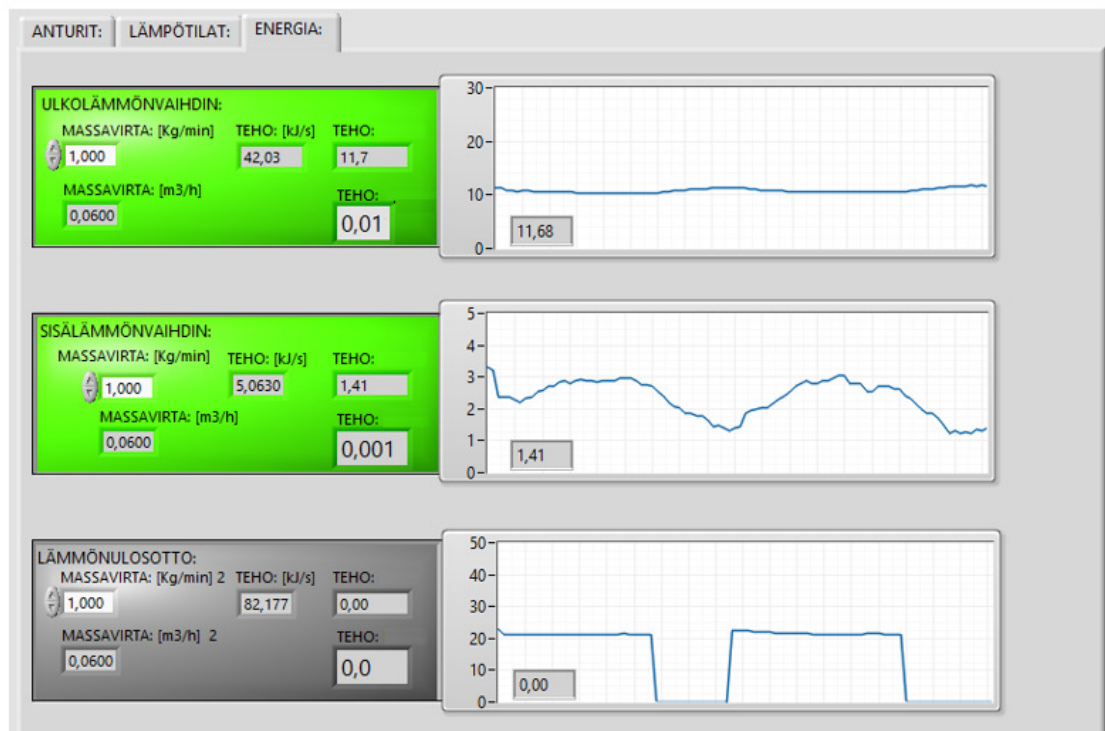 ANTURIT: LÄMPÖTILAT: ENERGIA:
ULKOLÄMMÖNVAIHDIN:
MASSAVIRTA: [Kg/min] TEHO: [kJ/s] TEHO:
1,000 42,03 11,7
MASSAVIRTA: [m3/h] TEHO:
0,0600 0,01
30
20
10
0
11,68
SISÄLÄMMÖNVAIHDIN:
MASSAVIRTA: [Kg/min] TEHO: [kJ/s] TEHO:
1,000 5,0630 1,41
MASSAVIRTA: [m3/h] TEHO:
0,0600 0,001
5
4
3
2
1
0
1,41
LÄMMÖNULOSOTTO:
MASSAVIRTA: [Kg/min] 2 TEHO: [kJ/s] TEHO:
1,000 82,177 0,00
MASSAVIRTA: [m3/h] 2 TEHO:
0,0600 0,0
50
40
30
20
10
0
0,00